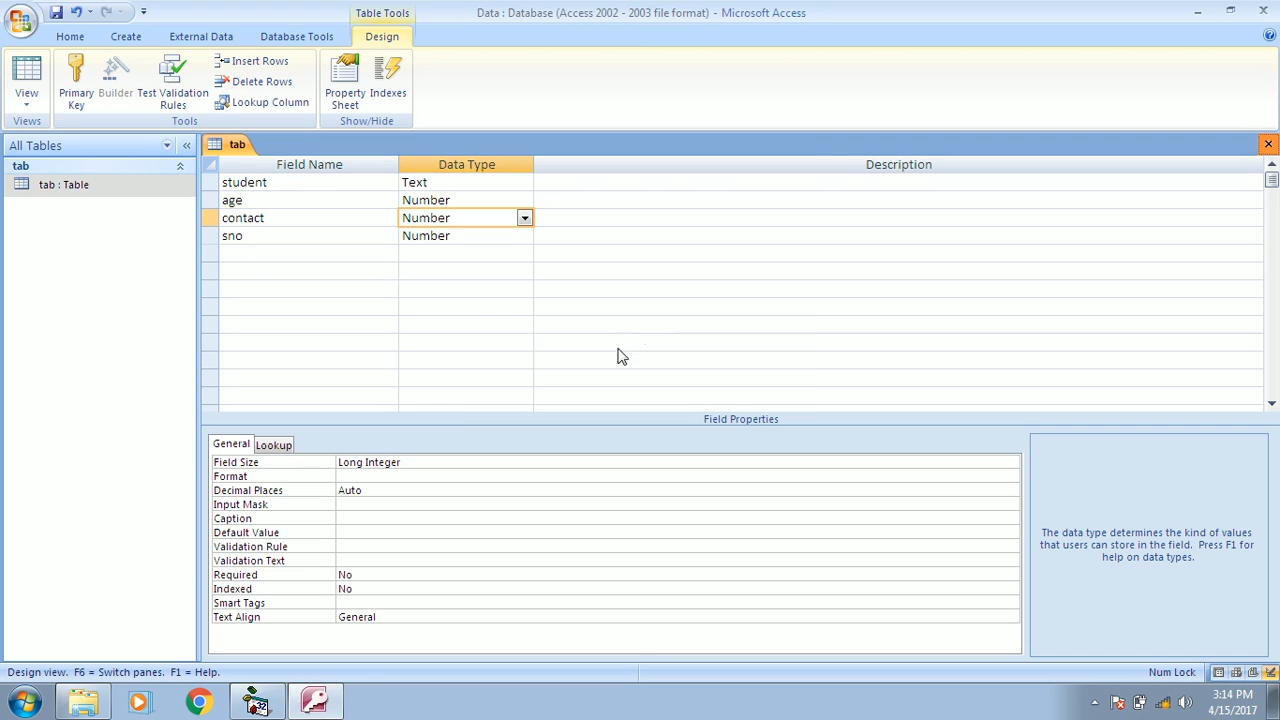 Table Tools
Data : Database (Access 2002 - 2003 file format) - Microsoft Access
Home
Create
External Data
Database Tools
Design
View
Primary Key
Builder
Test Validation Rules
Insert Rows
Delete Rows
Lookup Column
Property Sheet
Indexes
Views
Tools
Show/Hide
All Tables
tab
tab : Table
tab
Field Name
Data Type
Description
student
Text
age
Number
contact
Number
sno
Number
Field Properties
General
Lookup
Field Size
Long Integer
Format
Decimal Places
Auto
Input Mask
Caption
Default Value
Validation Rule
Validation Text
Required
No
Indexed
No
Smart Tags
Text Align
General
The data type determines the kind of values
that users can store in the field. Press F1 for
help on data types.
Design view. F6 = Switch panes. F1 = Help.
Num Lock
32
3:14 PM
4/15/2017